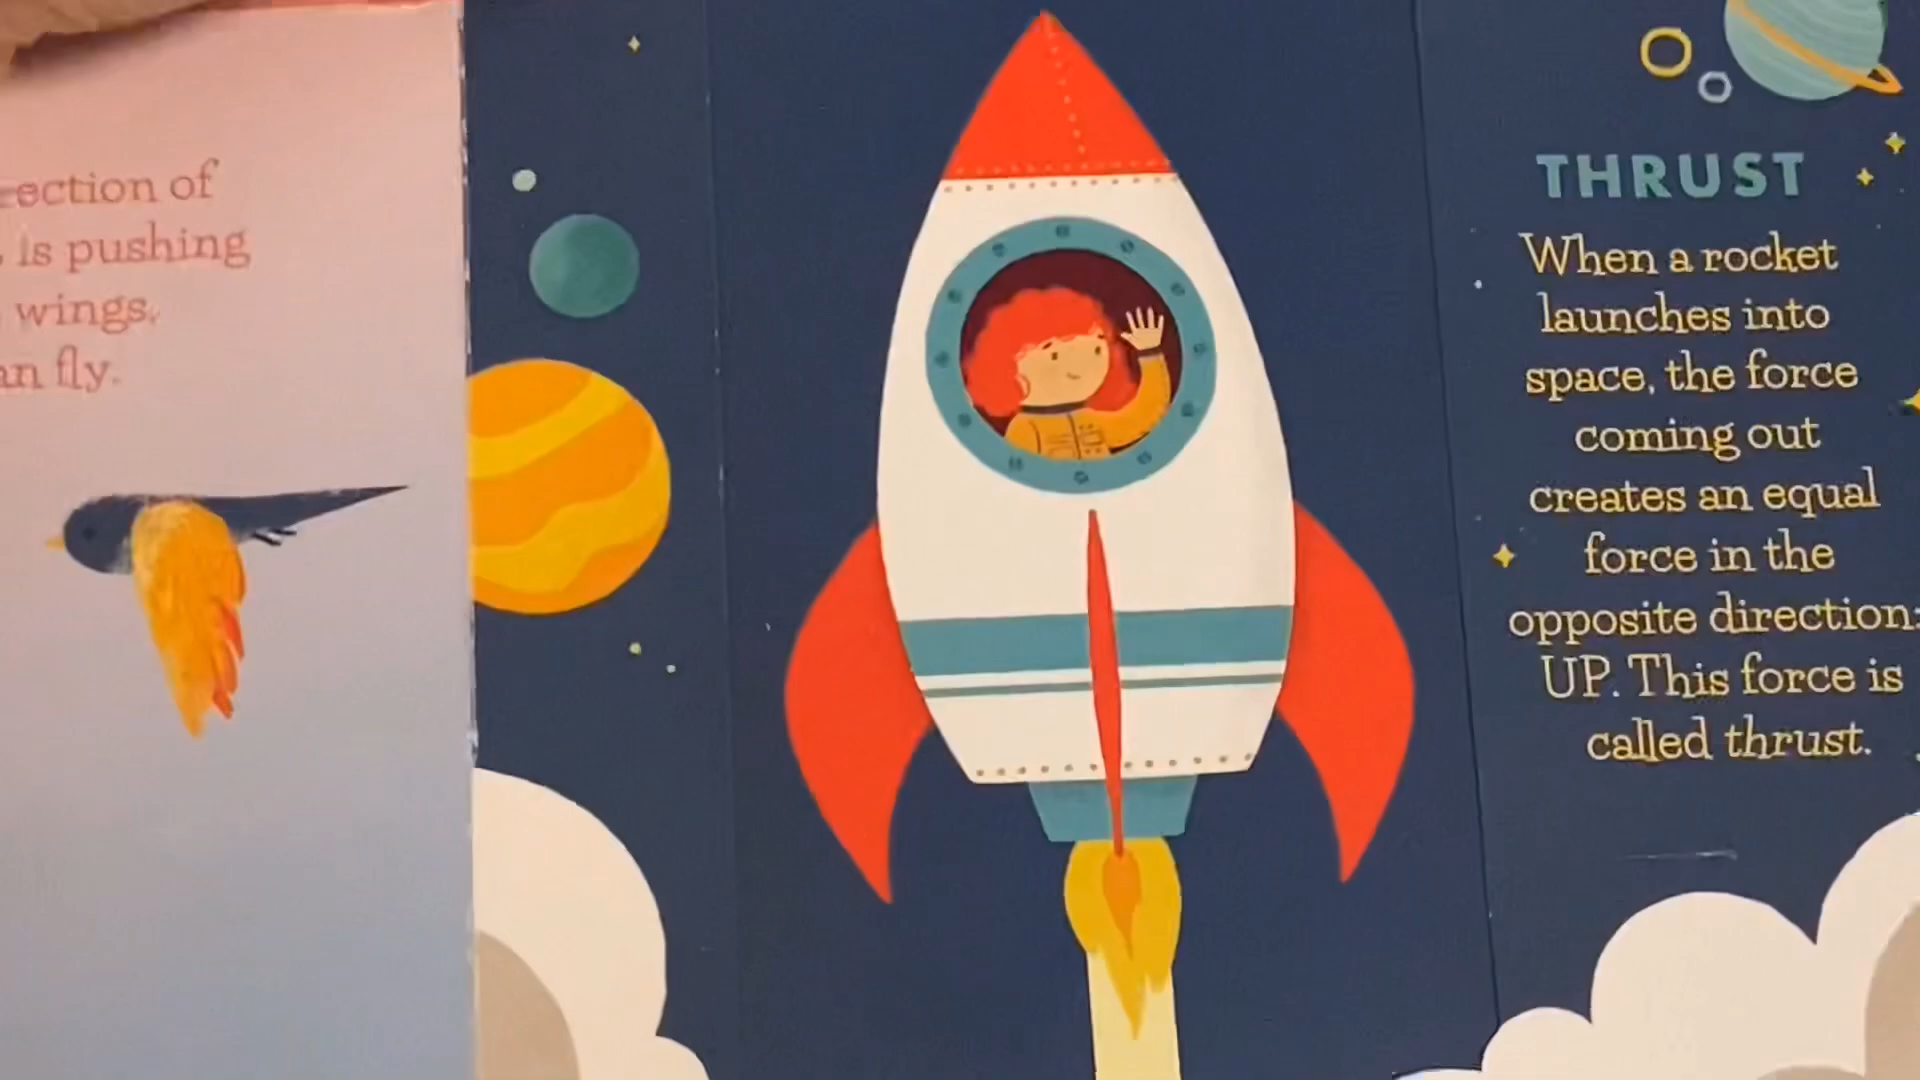 ection of
is pushing
wings,
an fly.
THRUST
When a rocket
launches into
space, the force
coming out
creates an equal
force in the
opposite direction:
UP. This force is
called thrust.